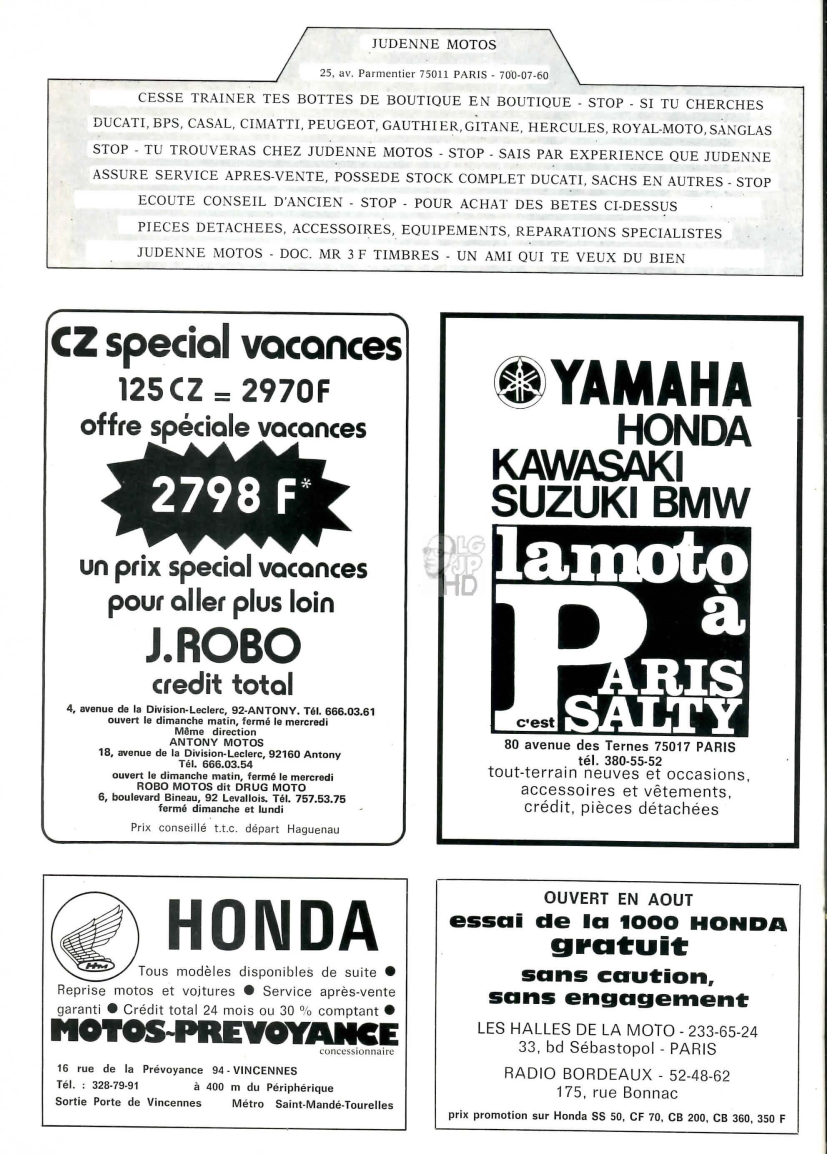 JUDENNE MOTOS
25, av. Parmentier 75011 PARIS - 700-07-60
CESSE TRAINER TES BOTTES DE BOUTIQUE EN BOUTIQUE - STOP - SI TU CHERCHES
DUCATI, BPS, CASAL, CIMATTI, PEUGEOT, GAUTHIER, GITANE, HERCULES, ROYAL-MOTO, SANGLAS
STOP - TU TROUVERAS CHEZ JUDENNE MOTOS - STOP - SAIS PAR EXPERIENCE QUE JUDENNE
ASSURE SERVICE APRES-VENTE, POSSEDE STOCK COMPLET DUCATI, SACHS EN AUTRES - STOP
ECOUTE CONSEIL D'ANCIEN - STOP - POUR ACHAT DES BETES CI-DESSUS
PIECES DETACHEES, ACCESSOIRES, EQUIPEMENTS, REPARATIONS SPECIALISTES
JUDENNE MOTOS - DOC. MR 3 F TIMBRES - UN AMI QUI TE VEUX DU BIEN
CZ special vacances
125 CZ = 2970F
offre spéciale vacances
2798 F*
un prix special vacances
pour aller plus loin
J.ROBO
credit total
4, avenue de la Division-Leclerc, 92-ANTONY. Tél. 666.03.61
ouvert le dimanche matin, fermé le mercredi
Même direction
ANTONY MOTOS
18, avenue de la Division-Leclerc, 92160 Antony
Tél. 666.03.54
ouvert le dimanche matin, fermé le mercredi
ROBO MOTOS dit DRUG MOTO
6, boulevard Bineau, 92 Levallois. Tél. 757.53.75
fermé dimanche et lundi
Prix conseillé t.t.c. départ Haguenau
YAMAHA
HONDA
KAWASAKI
SUZUKI BMW
la moto
à
PARIS
c'est SALTY
80 avenue des Ternes 75017 PARIS
tél. 380-55-52
tout-terrain neuves et occasions,
accessoires et vêtements,
crédit, pièces détachées
LG
JP
HD
HM
HONDA
Tous modèles disponibles de suite ●
Reprise motos et voitures ● Service après-vente
garanti ● Crédit total 24 mois ou 30 % comptant ●
MOTOS-PREVOYANCE
concessionnaire
16 rue de la Prévoyance 94 - VINCENNES
Tél. : 328-79-91 à 400 m du Périphérique
Sortie Porte de Vincennes Métro Saint-Mandé-Tourelles
OUVERT EN AOUT
essai de la 1000 HONDA
gratuit
sans caution,
sans engagement
LES HALLES DE LA MOTO - 233-65-24
33, bd Sébastopol - PARIS
RADIO BORDEAUX - 52-48-62
175, rue Bonnac
prix promotion sur Honda SS 50, CF 70, CB 200, CB 360, 350 F